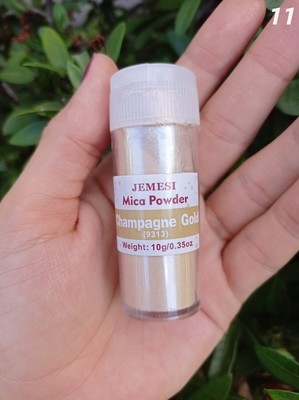 11
JEMESI
Mica Powder
Champagne Gold
(9313)
Weight: 10g/0.35oz